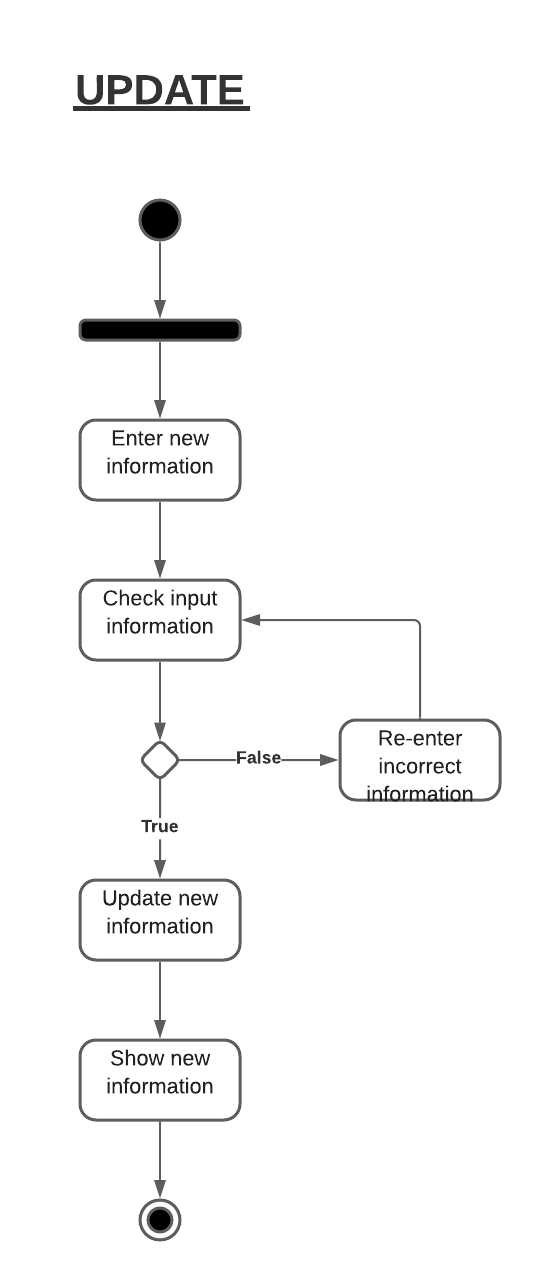 UPDATE
Enter new
information
Check input
information
False
Re-enter
incorrect
information
True
Update new
information
Show new
information